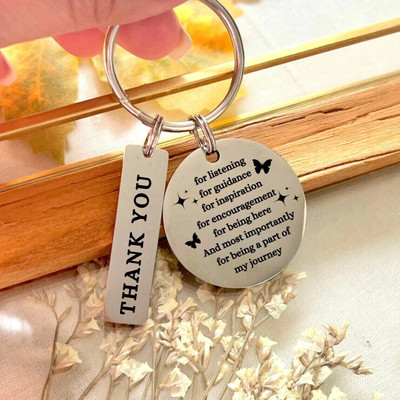 THANK YOU
for listening
for guidance
for inspiration
for encouragement
for being here
And most importantly
for being a part of
my journey